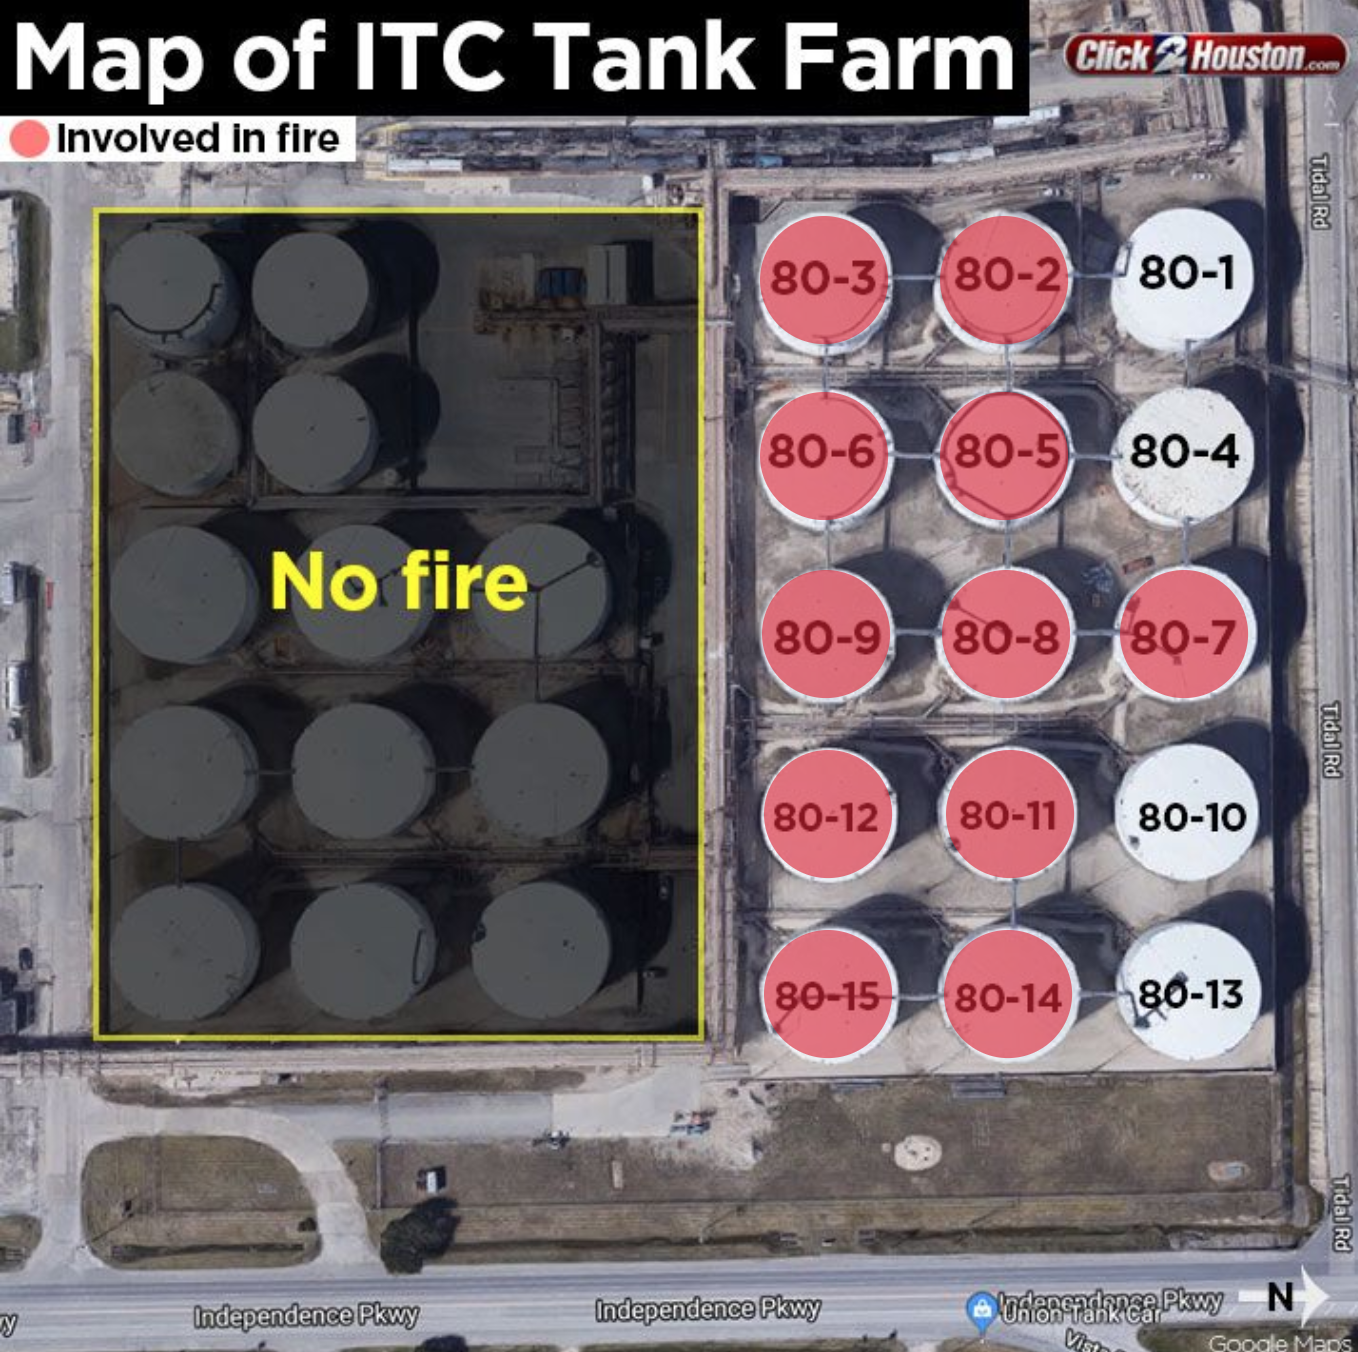 Map of ITC Tank Farm
Click2Houston.com
Involved in fire
Tidal Rd
80-3 80-2 80-1
80-6 80-5 80-4
No fire
80-9 80-8 80-7
Tidal Rd
80-12 80-11 80-10
80-15 80-14 80-13
Tidal Rd
Independence Pkwy
Independence Pkwy
Independence Pkwy
Union Tank Car
N
Vista
Google Maps